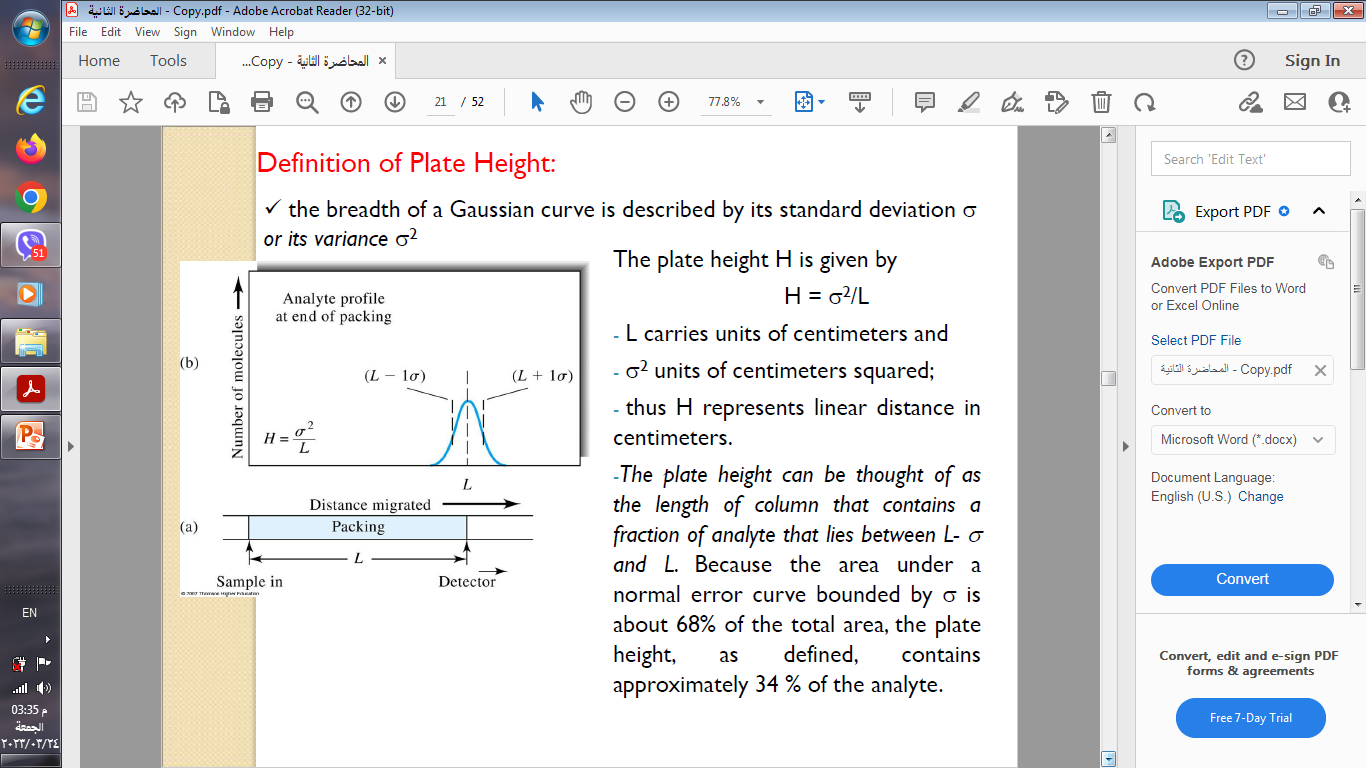 المحاضرة الثانية - Copy.pdf - Adobe Acrobat Reader (32-bit)
File Edit View Sign Window Help
Home Tools ...Copy - المحاضرة الثانية × Sign In
21 / 52 77.8%
Definition of Plate Height:
✓ the breadth of a Gaussian curve is described by its standard deviation σ
or its variance σ²
The plate height H is given by
H = σ²/L
- L carries units of centimeters and
- σ² units of centimeters squared;
- thus H represents linear distance in
centimeters.
-The plate height can be thought of as
the length of column that contains a
fraction of analyte that lies between L- σ
and L. Because the area under a
normal error curve bounded by σ is
about 68% of the total area, the plate
height, as defined, contains
approximately 34 % of the analyte.
(b)
Number of molecules
Analyte profile
at end of packing
(L − 1σ) (L + 1σ)
H = σ²/L
L
Distance migrated
(a)
Packing
L
Sample in Detector
© 2007 Thomson Higher Education
Search 'Edit Text'
Export PDF
Adobe Export PDF
Convert PDF Files to Word
or Excel Online
Select PDF File
المحاضرة الثانية - Copy.pdf
Convert to
Microsoft Word (*.docx)
Document Language:
English (U.S.) Change
Convert
Convert, edit and e-sign PDF
forms & agreements
Free 7-Day Trial
51
EN
03:35 م
الجمعة
٢٠٢٣/٠٣/٢٤